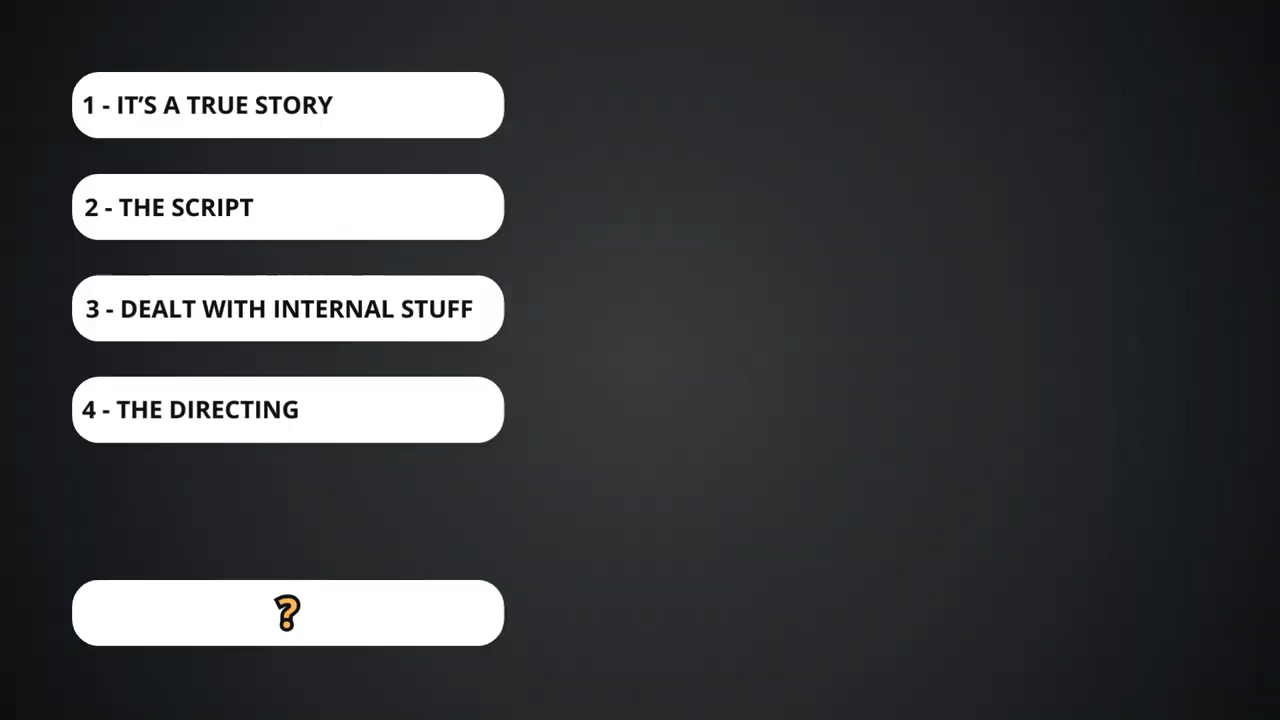 1 - IT’S A TRUE STORY
2 - THE SCRIPT
3 - DEALT WITH INTERNAL STUFF
4 - THE DIRECTING
?